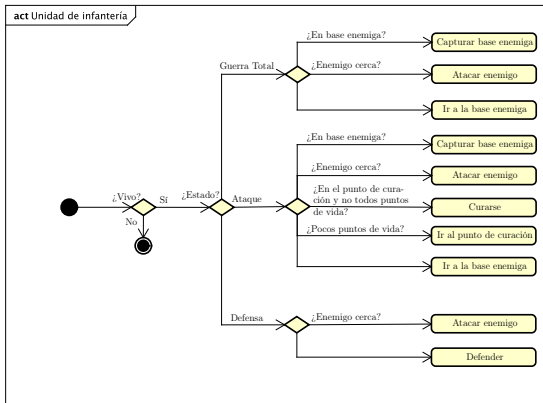 act Unidad de infantería
¿En base enemiga?
Capturar base enemiga
Guerra Total
¿Enemigo cerca?
Atacar enemigo
Ir a la base enemiga
¿En base enemiga?
Capturar base enemiga
¿Enemigo cerca?
Atacar enemigo
¿Vivo?
Sí
¿Estado?
Ataque
¿En el punto de cura-
ción y no todos puntos
de vida?
Curarse
No
¿Pocos puntos de vida?
Ir al punto de curación
Ir a la base enemiga
Defensa
¿Enemigo cerca?
Atacar enemigo
Defender